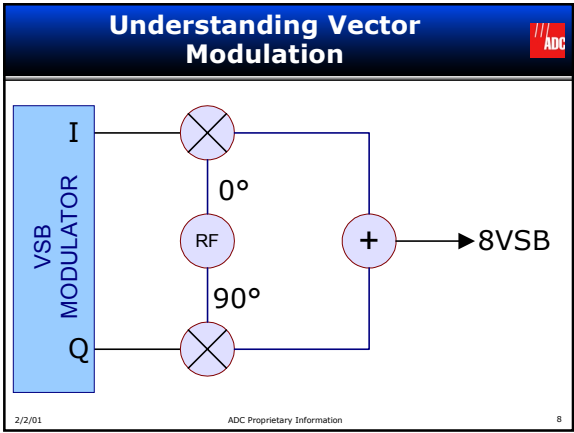 Understanding Vector
Modulation
ADC
I
0°
VSB
MODULATOR
RF
+
8VSB
90°
Q
2/2/01
ADC Proprietary Information
8